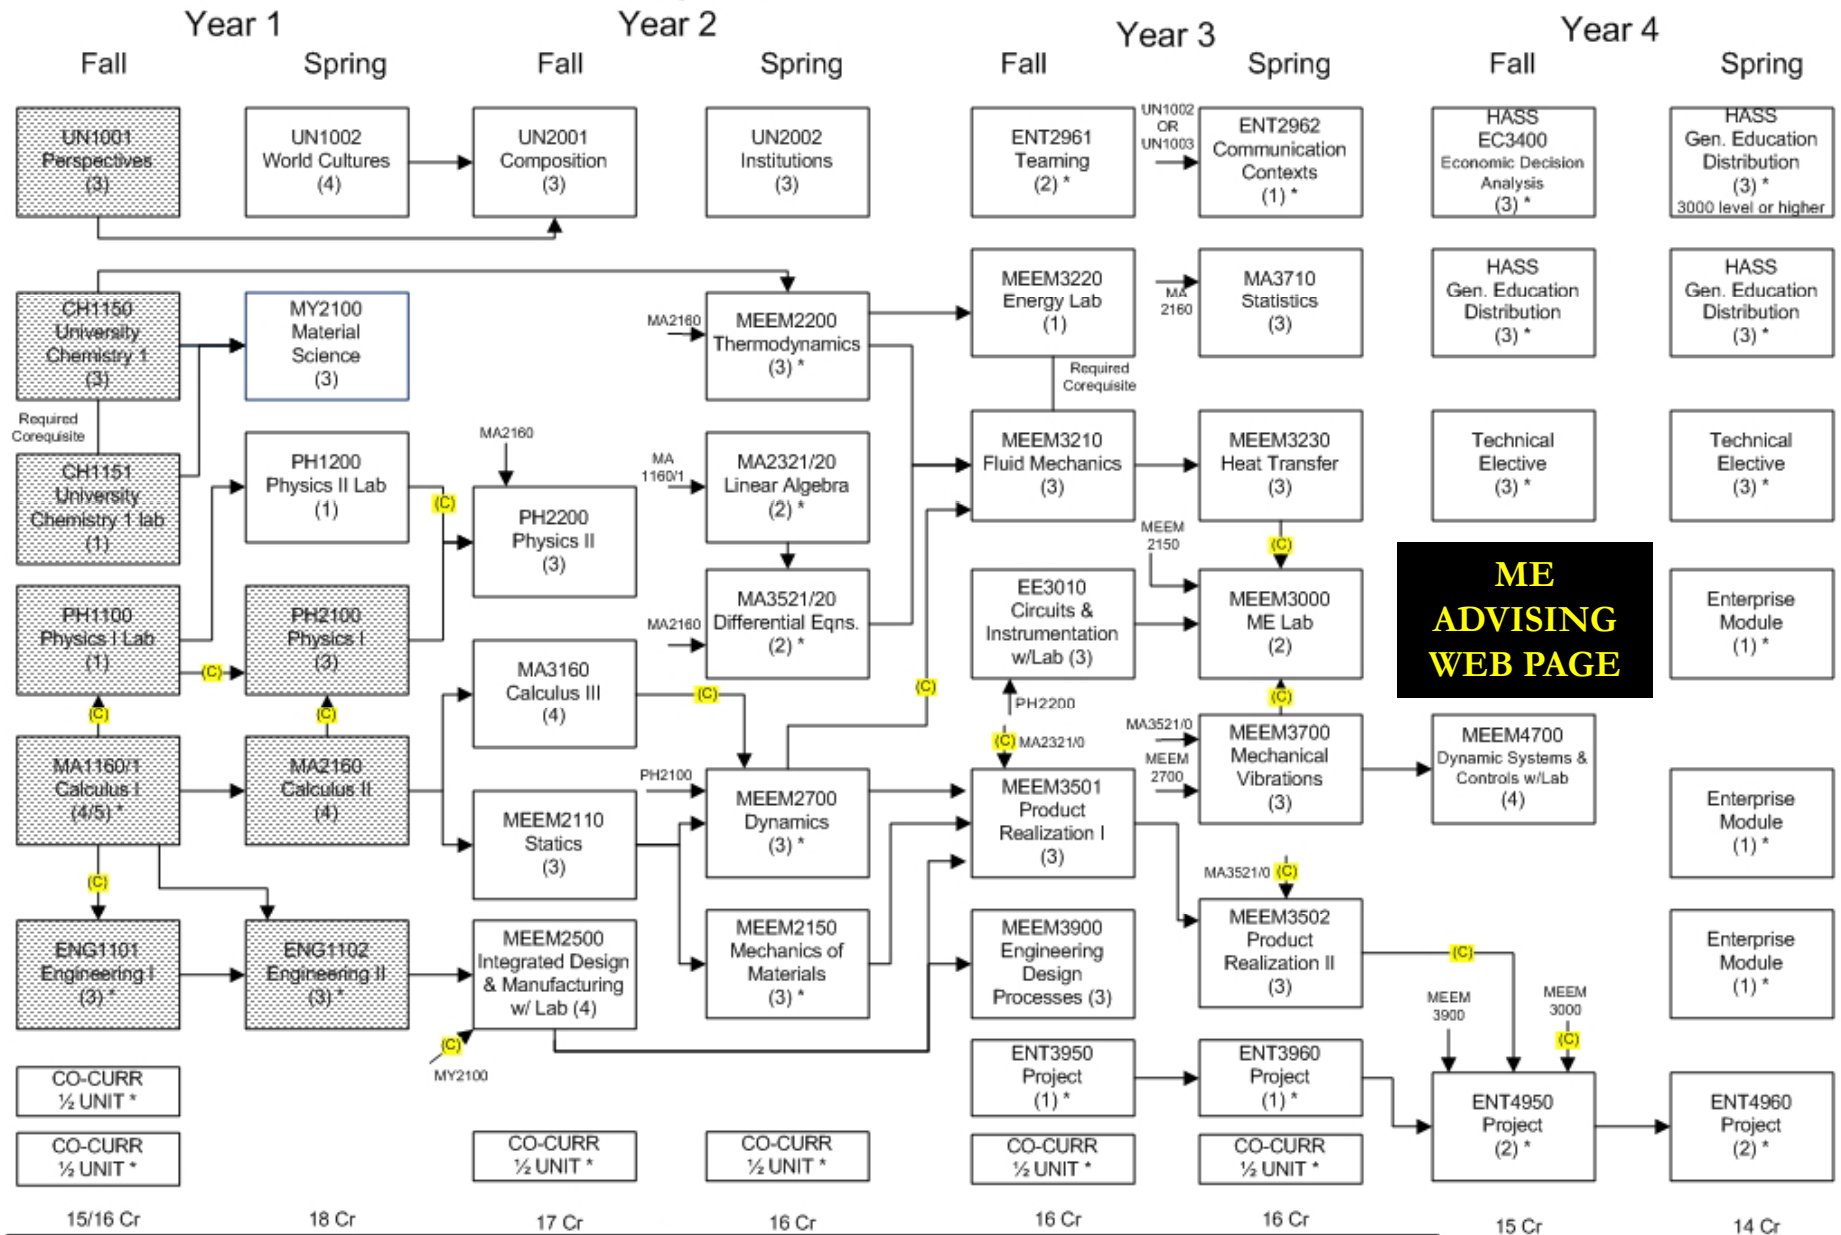 Year 1
Year 2
Year 3
Year 4
Fall
Spring
Fall
Spring
Fall
Spring
Fall
Spring
UN1001
Perspectives
(3)
UN1002
World Cultures
(4)
UN2001
Composition
(3)
UN2002
Institutions
(3)
ENT2961
Teaming
(2) *
UN1002
OR
UN1003
ENT2962
Communication
Contexts
(1) *
HASS
EC3400
Economic Decision
Analysis
(3) *
HASS
Gen. Education
Distribution
(3) *
3000 level or higher
CH1150
University
Chemistry 1
(3)
MY2100
Material
Science
(3)
MA2160
MEEM2200
Thermodynamics
(3) *
MEEM3220
Energy Lab
(1)
MA
2160
MA3710
Statistics
(3)
HASS
Gen. Education
Distribution
(3) *
HASS
Gen. Education
Distribution
(3) *
Required
Corequisite
Required
Corequisite
CH1151
University
Chemistry 1 lab
(1)
PH1200
Physics II Lab
(1)
(C)
MA2160
PH2200
Physics II
(3)
MA
1160/1
MA2321/20
Linear Algebra
(2) *
MEEM3210
Fluid Mechanics
(3)
MEEM3230
Heat Transfer
(3)
Technical
Elective
(3) *
Technical
Elective
(3) *
(C)
MEEM
2150
PH1100
Physics I Lab
(1)
(C)
PH2100
Physics I
(3)
MA2160
MA3521/20
Differential Eqns.
(2) *
EE3010
Circuits &
Instrumentation
w/Lab (3)
MEEM3000
ME Lab
(2)
ME
ADVISING
WEB PAGE
Enterprise
Module
(1) *
(C)
(C)
MA3160
Calculus III
(4)
(C)
(C)
PH2200
(C)
(C) MA2321/0
MA1160/1
Calculus I
(4/5) *
MA2160
Calculus II
(4)
PH2100
MEEM2700
Dynamics
(3) *
MEEM3501
Product
Realization I
(3)
MA3521/0
MEEM
2700
MEEM3700
Mechanical
Vibrations
(3)
MEEM4700
Dynamic Systems &
Controls w/Lab
(4)
Enterprise
Module
(1) *
MEEM2110
Statics
(3)
(C)
MA3521/0 (C)
ENG1101
Engineering I
(3) *
ENG1102
Engineering II
(3) *
MEEM2500
Integrated Design
& Manufacturing
w/ Lab (4)
MEEM2150
Mechanics of
Materials
(3) *
MEEM3900
Engineering
Design
Processes (3)
MEEM3502
Product
Realization II
(3)
(C)
Enterprise
Module
(1) *
MEEM
3900
MEEM
3000
(C)
(C)
MY2100
CO-CURR
½ UNIT *
ENT3950
Project
(1) *
ENT3960
Project
(1) *
ENT4950
Project
(2) *
ENT4960
Project
(2) *
CO-CURR
½ UNIT *
CO-CURR
½ UNIT *
CO-CURR
½ UNIT *
CO-CURR
½ UNIT *
CO-CURR
½ UNIT *
15/16 Cr
18 Cr
17 Cr
16 Cr
16 Cr
16 Cr
15 Cr
14 Cr